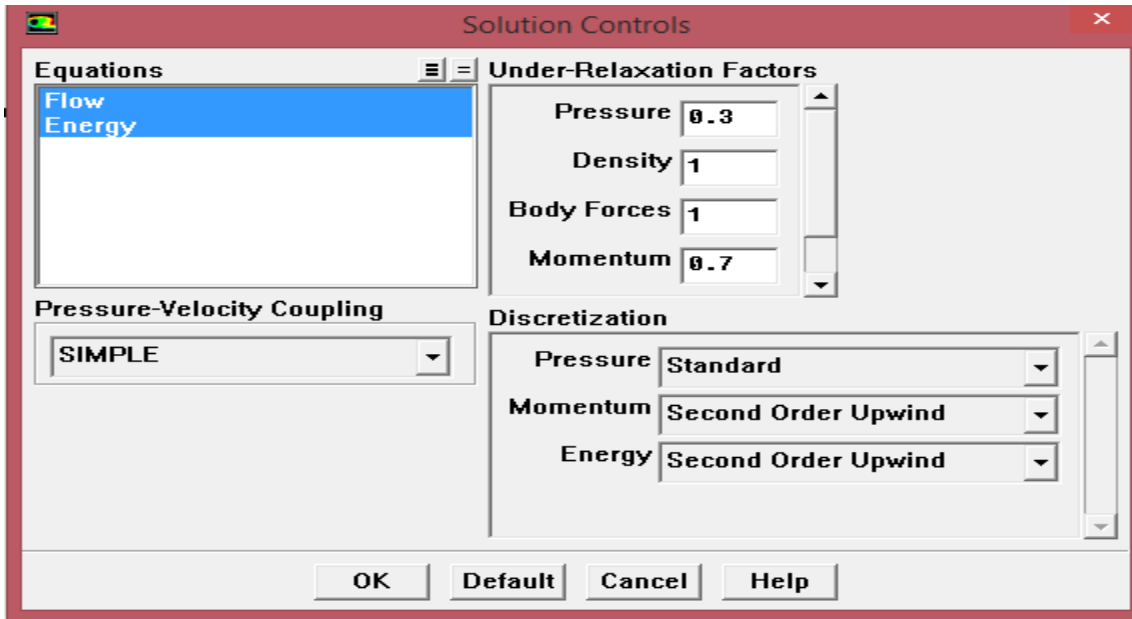 Solution Controls
Equations
Flow
Energy
Under-Relaxation Factors
Pressure 0.3
Density 1
Body Forces 1
Momentum 0.7
Pressure-Velocity Coupling
SIMPLE
Discretization
Pressure Standard
Momentum Second Order Upwind
Energy Second Order Upwind
OK Default Cancel Help